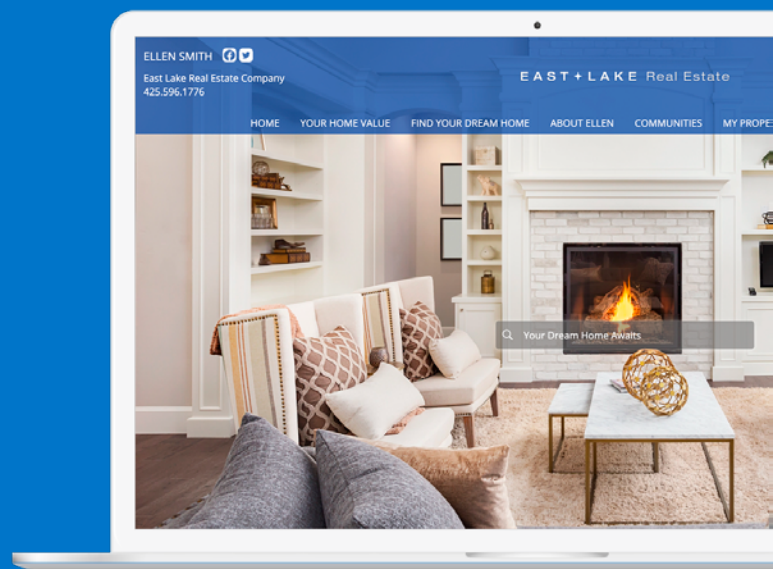 ELLEN SMITH
East Lake Real Estate Company
425.596.1776
EAST+LAKE Real Estate
HOME YOUR HOME VALUE FIND YOUR DREAM HOME ABOUT ELLEN COMMUNITIES MY
Your Dream Home Awaits